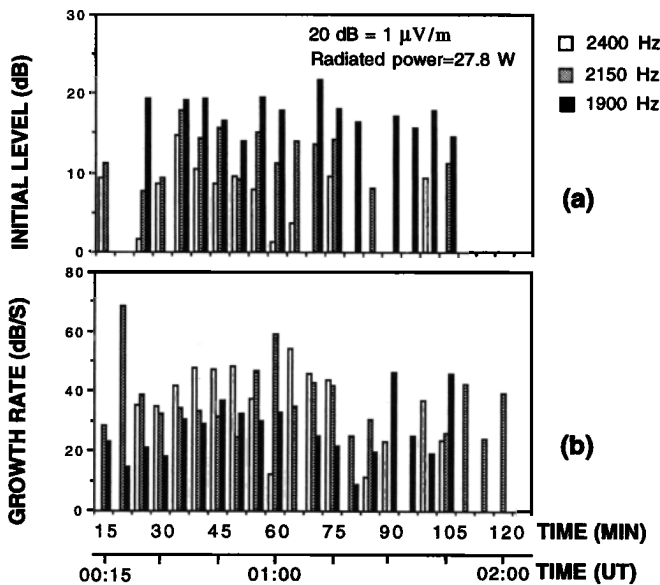 30
20 dB = 1 μV/m
Radiated power=27.8 W
2400 Hz
2150 Hz
1900 Hz
20
10
0
INITIAL LEVEL (dB)
(a)
80
60
40
20
0
GROWTH RATE (dB/S)
(b)
15 30 45 60 75 90 105 120 TIME (MIN)
00:15 01:00 02:00 TIME (UT)